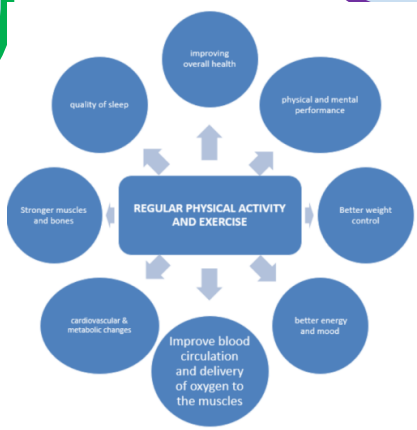 improving
overall health
quality of sleep
physical and mental
performance
REGULAR PHYSICAL ACTIVITY
AND EXERCISE
Stronger muscles
and bones
Better weight
control
cardiovascular &
metabolic changes
better energy
and mood
Improve blood
circulation
and delivery
of oxygen to
the muscles